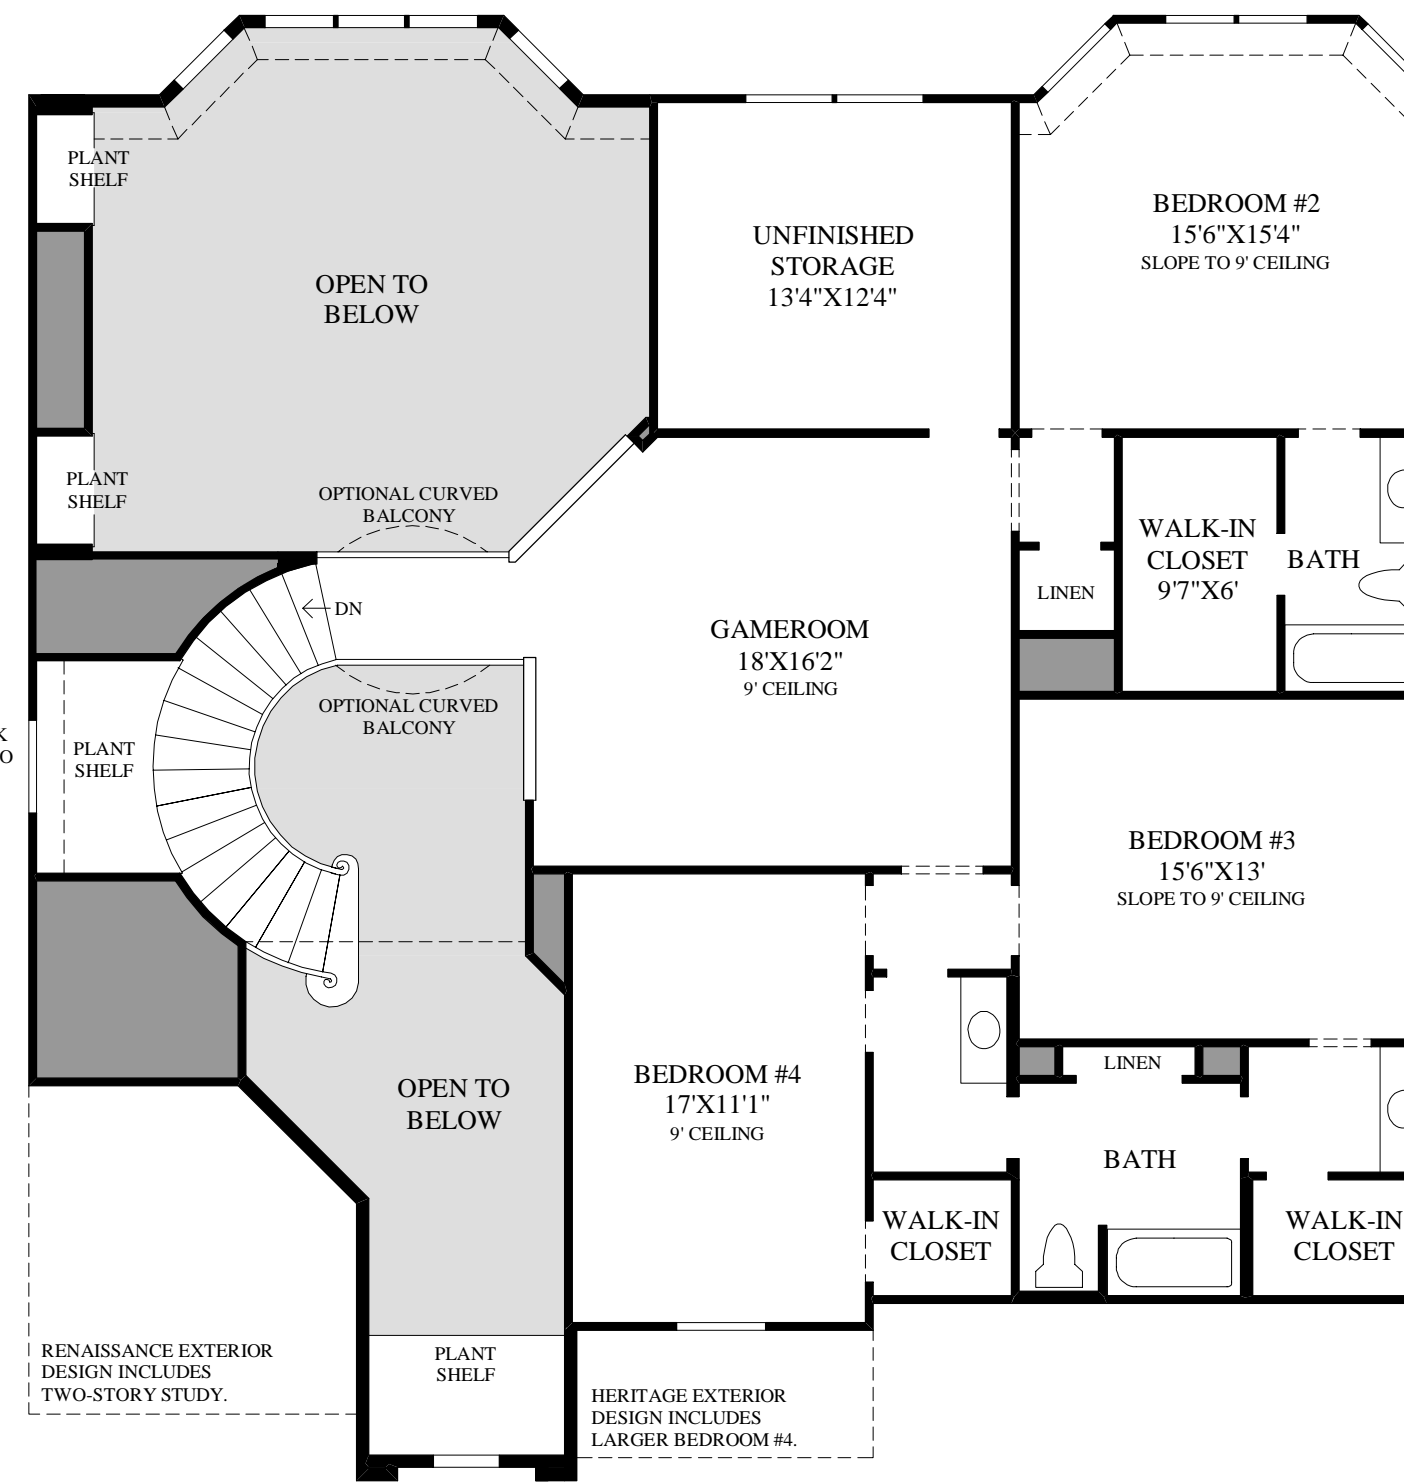 PLANT
SHELF
OPEN TO
BELOW
UNFINISHED
STORAGE
13'4"X12'4"
BEDROOM #2
15'6"X15'4"
SLOPE TO 9' CEILING
PLANT
SHELF
OPTIONAL CURVED
BALCONY
WALK-IN
CLOSET
9'7"X6'
BATH
LINEN
DN
GAMEROOM
18'X16'2"
9' CEILING
OPTIONAL CURVED
BALCONY
K
O
PLANT
SHELF
BEDROOM #3
15'6"X13'
SLOPE TO 9' CEILING
OPEN TO
BELOW
BEDROOM #4
17'X11'1"
9' CEILING
LINEN
BATH
WALK-IN
CLOSET
WALK-IN
CLOSET
RENAISSANCE EXTERIOR
DESIGN INCLUDES
TWO-STORY STUDY.
PLANT
SHELF
HERITAGE EXTERIOR
DESIGN INCLUDES
LARGER BEDROOM #4.